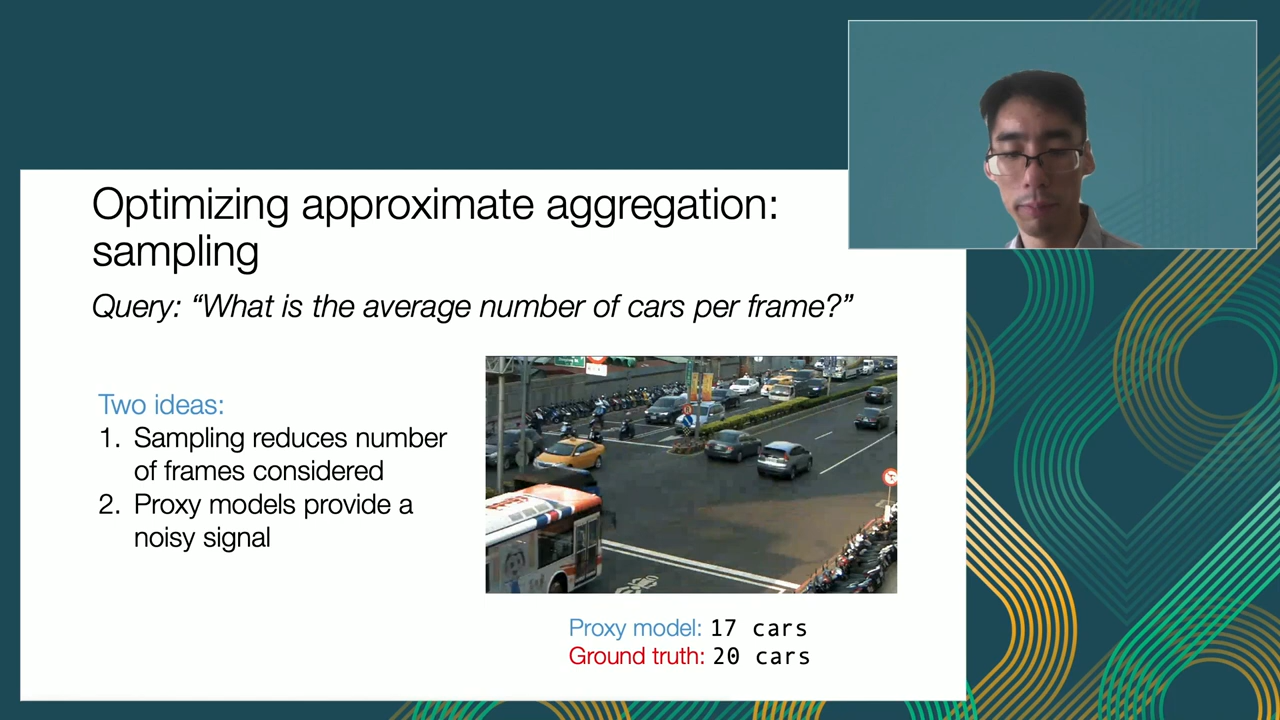 Optimizing approximate aggregation:
sampling
Query: “What is the average number of cars per frame?”
Two ideas:
1. Sampling reduces number
of frames considered
2. Proxy models provide a
noisy signal
Proxy model: 17 cars
Ground truth: 20 cars